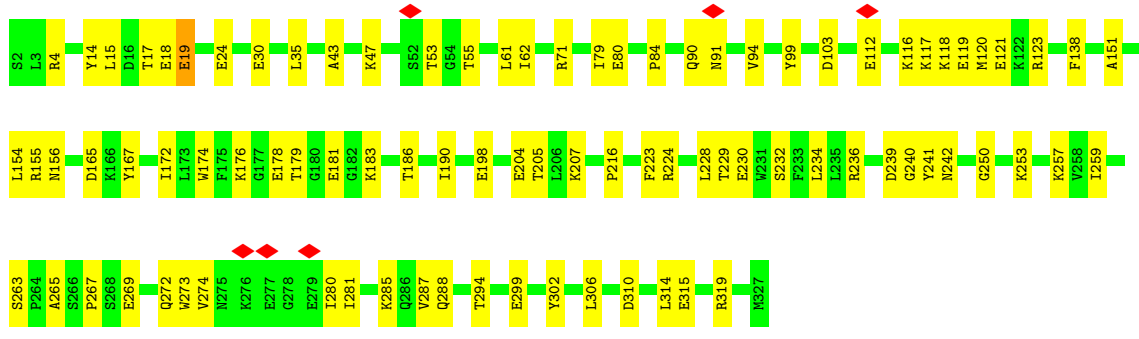 S2 L3 R4 Y14 L15 D16 T17 E18 E19 E24 E30 L35 A43 K47 S52 T53 G54 T55 L61 I62 R71 I79 E80 P84 Q90 N91 V94 Y99 D103 E112 K116 K117 K118 E119 M120 E121 K122 R123 F138 A151
L154 R155 N156 D165 K166 Y167 I172 L173 W174 F175 K176 G177 E178 T179 G180 E181 G182 K183 T186 I190 E198 E204 T205 L206 K207 P216 F223 R224 L228 T229 E230 W231 S232 F233 L234 L235 R236 D239 G240 Y241 N242 G250 K253 K257 V258 I259
S263 P264 A265 S266 P267 S268 E269 Q272 W273 V274 N275 K276 E277 G278 E279 I280 I281 K285 Q286 V287 Q288 T294 E299 Y302 L306 D310 L314 E315 R319 M327